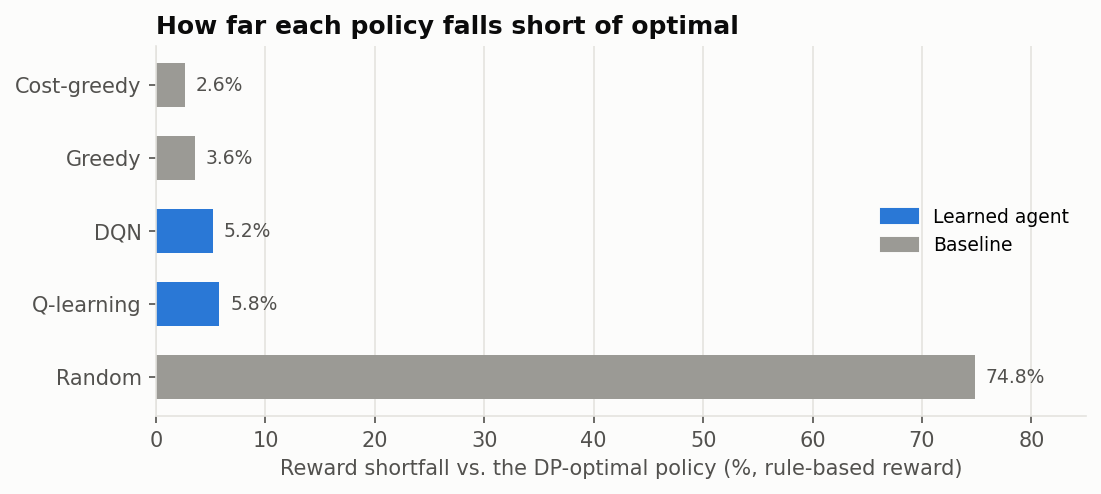 How far each policy falls short of optimal
Cost-greedy 2.6%
Greedy 3.6%
DQN 5.2%
Q-learning 5.8%
Random 74.8%
Learned agent
Baseline
0 10 20 30 40 50 60 70 80
Reward shortfall vs. the DP-optimal policy (%, rule-based reward)